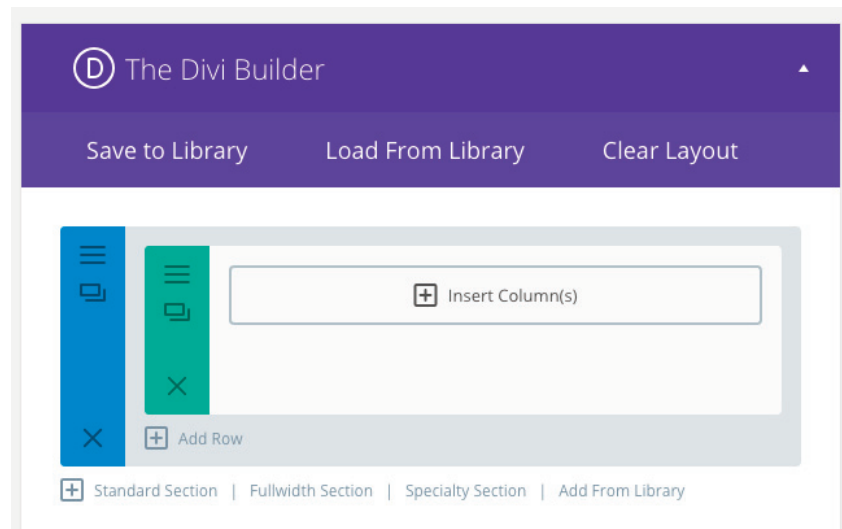 D The Divi Builder
Save to Library Load From Library Clear Layout
Insert Column(s)
Add Row
Standard Section | Fullwidth Section | Specialty Section | Add From Library